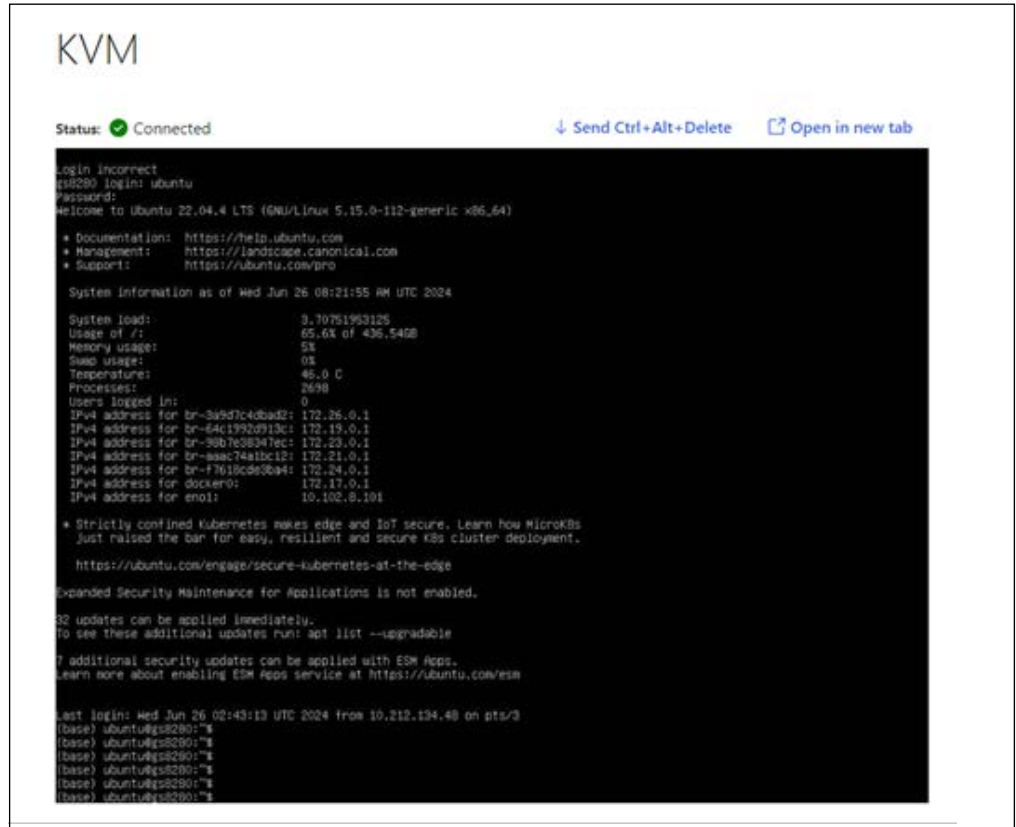 KVM
Status: Connected
Send Ctrl+Alt+Delete
Open in new tab
Login incorrect
gs8280 login: ubuntu
Password:
Welcome to Ubuntu 22.04.4 LTS (GNU/Linux 5.15.0-112-generic x86_64)
* Documentation: https://help.ubuntu.com
* Management: https://landscape.canonical.com
* Support: https://ubuntu.com/pro
System information as of Wed Jun 26 08:21:55 AM UTC 2024
System load: 3.70751953125
Usage of /: 65.6% of 436.54GB
Memory usage: 5%
Swap usage: 0%
Temperature: 46.0 C
Processes: 2698
Users logged in: 0
IPv4 address for br-3a9d7c4dbad2: 172.26.0.1
IPv4 address for br-64c1992d913c: 172.19.0.1
IPv4 address for br-98b7e38347ec: 172.23.0.1
IPv4 address for br-aaac74a1bc12: 172.21.0.1
IPv4 address for br-f7618cde3ba4: 172.24.0.1
IPv4 address for docker0: 172.17.0.1
IPv4 address for eno1: 10.102.8.101
* Strictly confined Kubernetes makes edge and IoT secure. Learn how MicroK8s
just raised the bar for easy, resilient and secure K8s cluster deployment.
https://ubuntu.com/engage/secure-kubernetes-at-the-edge
Expanded Security Maintenance for Applications is not enabled.
32 updates can be applied immediately.
To see these additional updates run: apt list --upgradable
7 additional security updates can be applied with ESM Apps.
Learn more about enabling ESM Apps service at https://ubuntu.com/esm
Last login: Wed Jun 26 02:43:13 UTC 2024 from 10.212.134.48 on pts/3
(base) ubuntu@gs8280:~$
(base) ubuntu@gs8280:~$
(base) ubuntu@gs8280:~$
(base) ubuntu@gs8280:~$
(base) ubuntu@gs8280:~$
(base) ubuntu@gs8280:~$